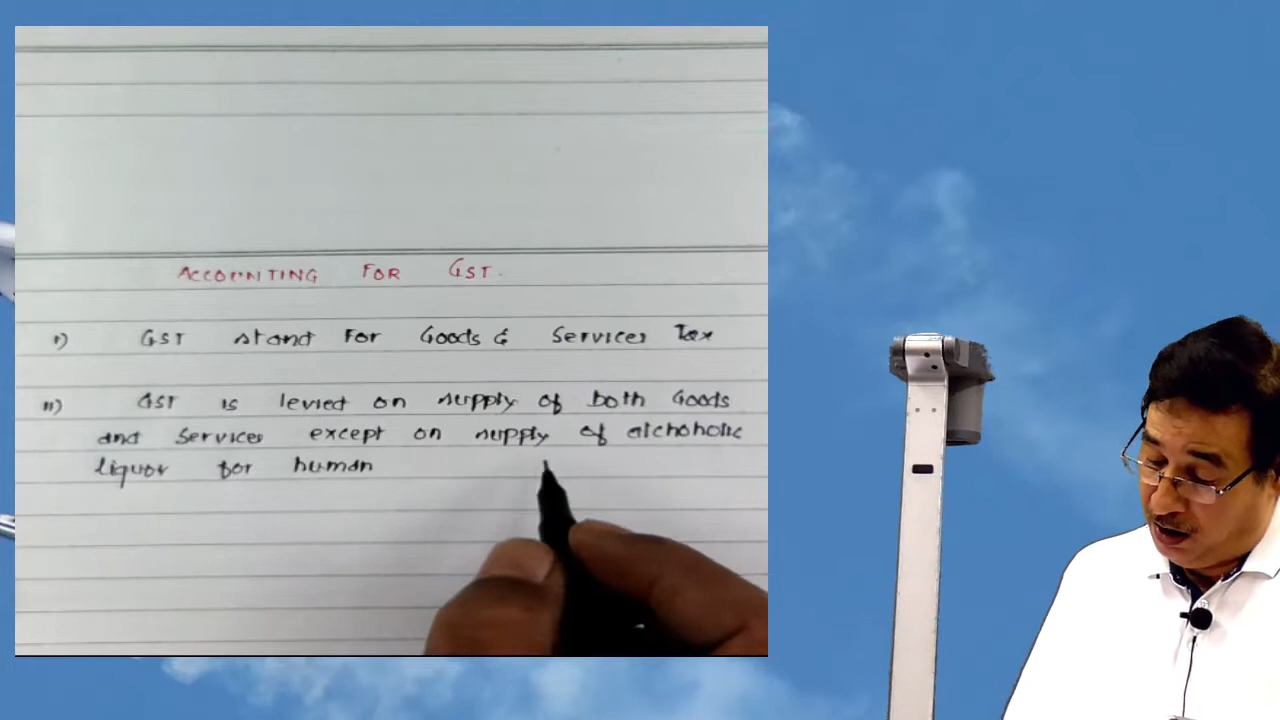 ACCOUNTING FOR GST.
i) GST stand For Goods & Services Tax
ii) GST is levied on supply of both Goods
and Services except on supply of alchoholic
liquor for human